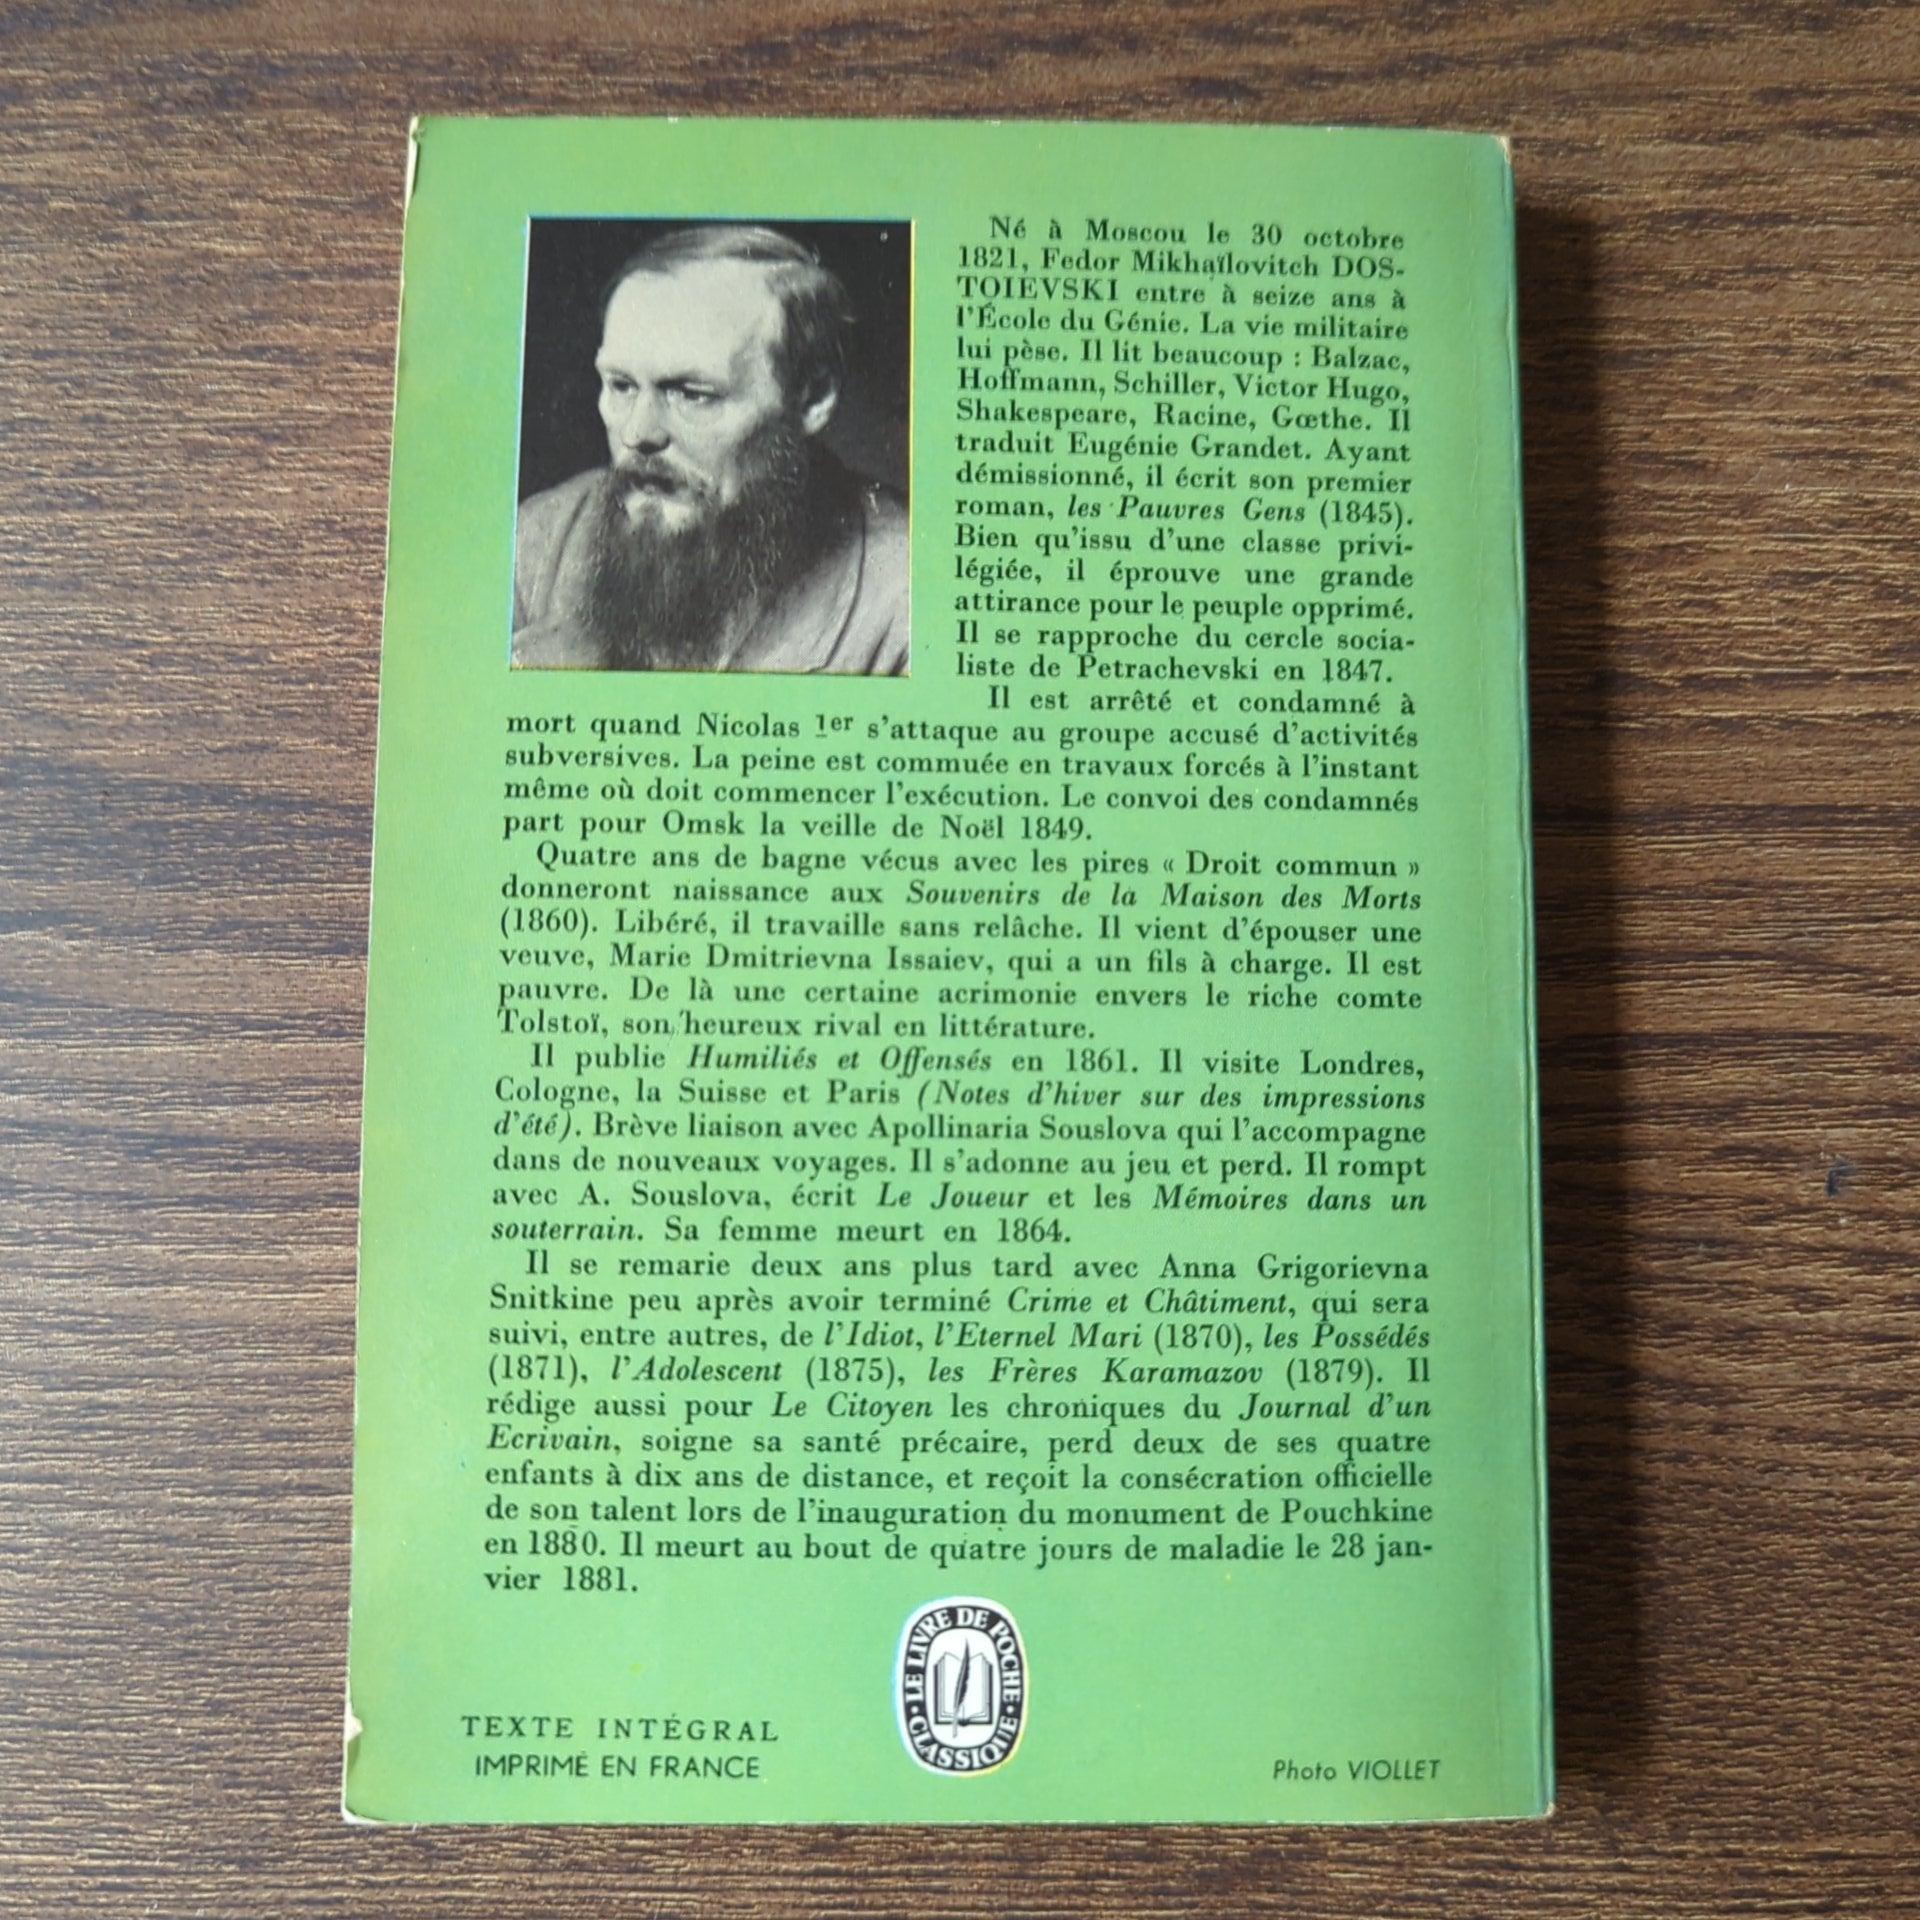 Né à Moscou le 30 octobre
1821, Fedor Mikhaïlovitch DOS-
TOIEVSKI entre à seize ans à
l'École du Génie. La vie militaire
lui pèse. Il lit beaucoup : Balzac,
Hoffmann, Schiller, Victor Hugo,
Shakespeare, Racine, Gœthe. Il
traduit Eugénie Grandet. Ayant
démissionné, il écrit son premier
roman, les Pauvres Gens (1845).
Bien qu'issu d'une classe privi-
légiée, il éprouve une grande
attirance pour le peuple opprimé.
Il se rapproche du cercle socia-
liste de Petrachevski en 1847.
Il est arrêté et condamné à
mort quand Nicolas 1er s'attaque au groupe accusé d'activités
subversives. La peine est commuée en travaux forcés à l'instant
même où doit commencer l'exécution. Le convoi des condamnés
part pour Omsk la veille de Noël 1849.
Quatre ans de bagne vécus avec les pires « Droit commun »
donneront naissance aux Souvenirs de la Maison des Morts
(1860). Libéré, il travaille sans relâche. Il vient d'épouser une
veuve, Marie Dmitrievna Issaiev, qui a un fils à charge. Il est
pauvre. De là une certaine acrimonie envers le riche comte
Tolstoï, son heureux rival en littérature.
Il publie Humiliés et Offensés en 1861. Il visite Londres,
Cologne, la Suisse et Paris (Notes d'hiver sur des impressions
d'été). Brève liaison avec Apollinaria Souslova qui l'accompagne
dans de nouveaux voyages. Il s'adonne au jeu et perd. Il rompt
avec A. Souslova, écrit Le Joueur et les Mémoires dans un
souterrain. Sa femme meurt en 1864.
Il se remarie deux ans plus tard avec Anna Grigorievna
Snitkine peu après avoir terminé Crime et Châtiment, qui sera
suivi, entre autres, de l'Idiot, l'Eternel Mari (1870), les Possédés
(1871), l'Adolescent (1875), les Frères Karamazov (1879). Il
rédige aussi pour Le Citoyen les chroniques du Journal d'un
Ecrivain, soigne sa santé précaire, perd deux de ses quatre
enfants à dix ans de distance, et reçoit la consécration officielle
de son talent lors de l'inauguration du monument de Pouchkine
en 1880. Il meurt au bout de quatre jours de maladie le 28 jan-
vier 1881.
LE LIVRE DE POCHE
• CLASSIQUE •
TEXTE INTÉGRAL
IMPRIMÉ EN FRANCE
Photo VIOLLET